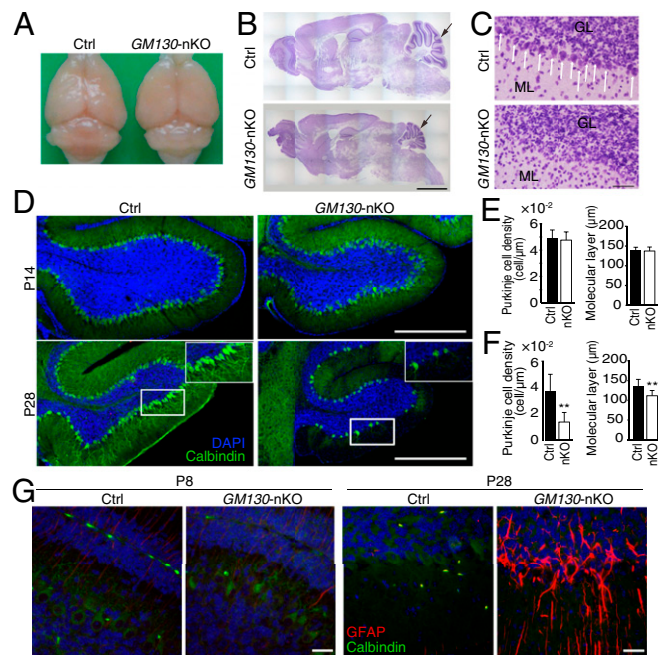 A
Ctrl
GM130-nKO
B
Ctrl
GM130-nKO
C
Ctrl
GL
ML
GM130-nKO
GL
ML
D
Ctrl
GM130-nKO
P14
P28
DAPI
Calbindin
E
×10⁻²
Purkinje cell density
(cell/μm)
6
4
2
0
Ctrl
nKO
Molecular layer (μm)
200
150
100
50
0
Ctrl
nKO
F
×10⁻²
Purkinje cell density
(cell/μm)
6
4
2
0
**
Ctrl
nKO
Molecular layer (μm)
200
150
100
50
0
**
Ctrl
nKO
G
P8
P28
Ctrl
GM130-nKO
Ctrl
GM130-nKO
GFAP
Calbindin